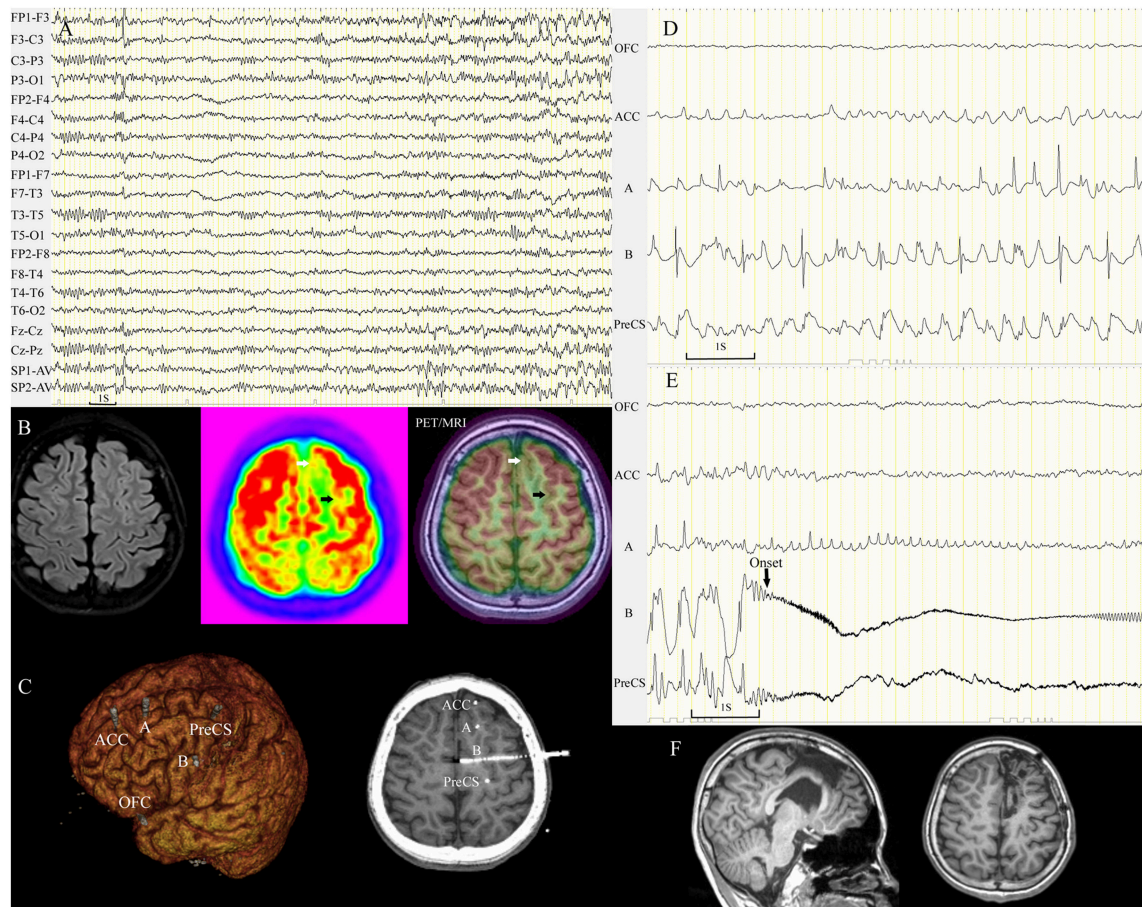 A
FP1-F3
F3-C3
C3-P3
P3-O1
FP2-F4
F4-C4
C4-P4
P4-O2
FP1-F7
F7-T3
T3-T5
T5-O1
FP2-F8
F8-T4
T4-T6
T6-O2
Fz-Cz
Cz-Pz
SP1-AV
SP2-AV
1S
B
PET/MRI
C
ACC
A
PreCS
B
OFC
ACC
A
B
PreCS
D
OFC
ACC
A
B
PreCS
1S
E
OFC
ACC
A
Onset
B
PreCS
1S
F